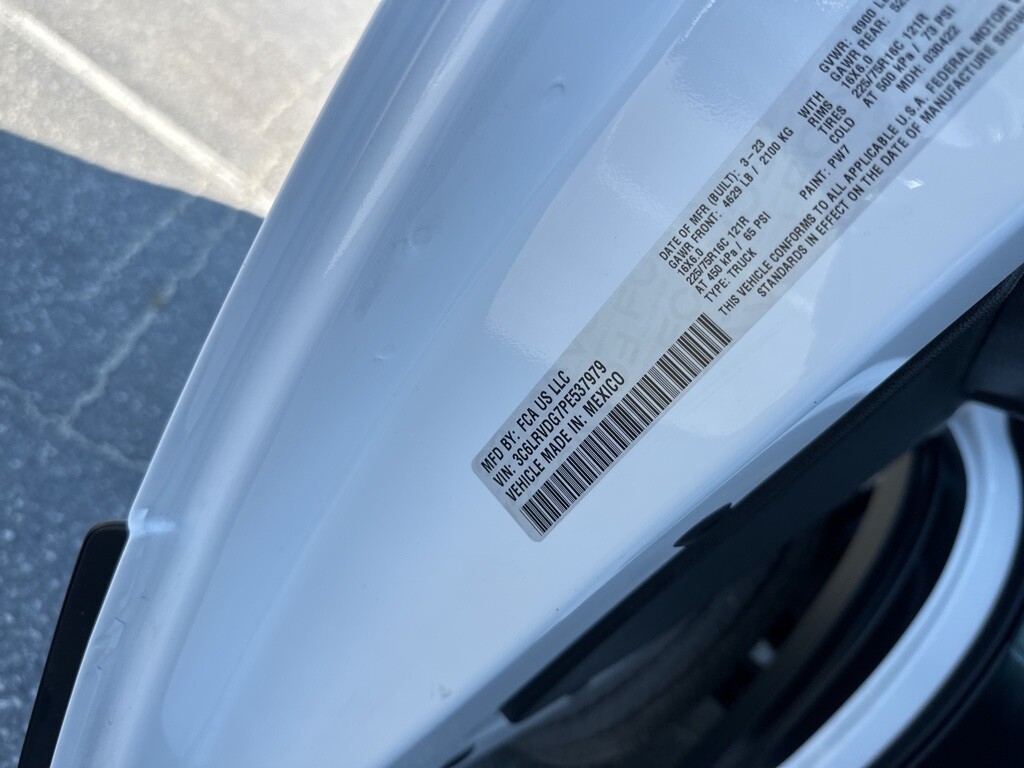 MFD BY: FCA US LLC
VIN: 3C6LRVDG7PE537979
VEHICLE MADE IN: MEXICO
DATE OF MFR (BUILT): 3-23
GAWR FRONT: 4629 LB / 2100 KG
16X6.0
225/75R16C 121R
AT 450 kPa / 65 PSI
TYPE: TRUCK
WITH
RIMS
TIRES
COLD
GVWR: 8900
GAWR REAR:
16X6.0
225/75R16C 121R
AT 500 kPa / 73 PSI
MDH: 030422
PAINT: PW7
THIS VEHICLE CONFORMS TO ALL APPLICABLE U.S.A. FEDERAL MOTOR
STANDARDS IN EFFECT ON THE DATE OF MANUFACTURE